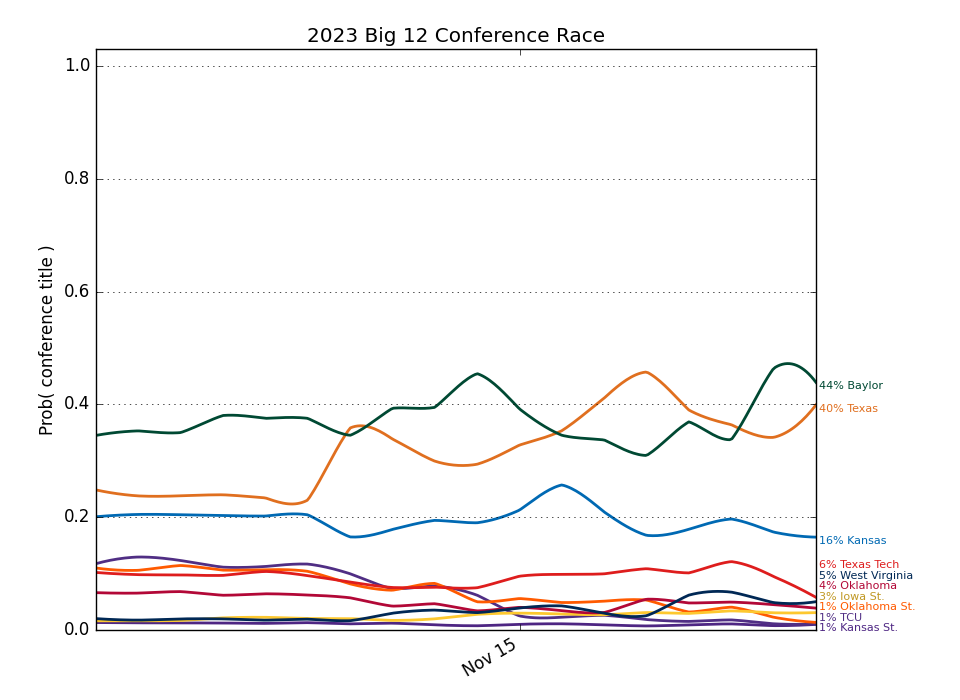 2023 Big 12 Conference Race
Prob( conference title )
1.0
0.8
0.6
0.4
0.2
0.0
Nov 15
44% Baylor
40% Texas
16% Kansas
6% Texas Tech
5% West Virginia
4% Oklahoma
3% Iowa St.
1% Oklahoma St.
1% TCU
1% Kansas St.